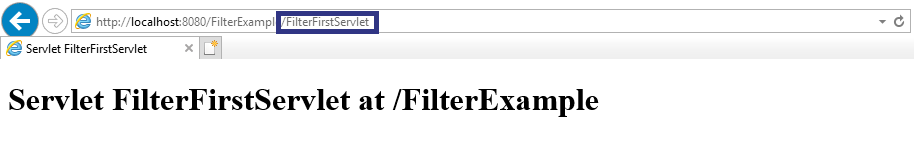 http://localhost:8080/FilterExample/FilterFirstServlet
Servlet FilterFirstServlet
Servlet FilterFirstServlet at /FilterExample